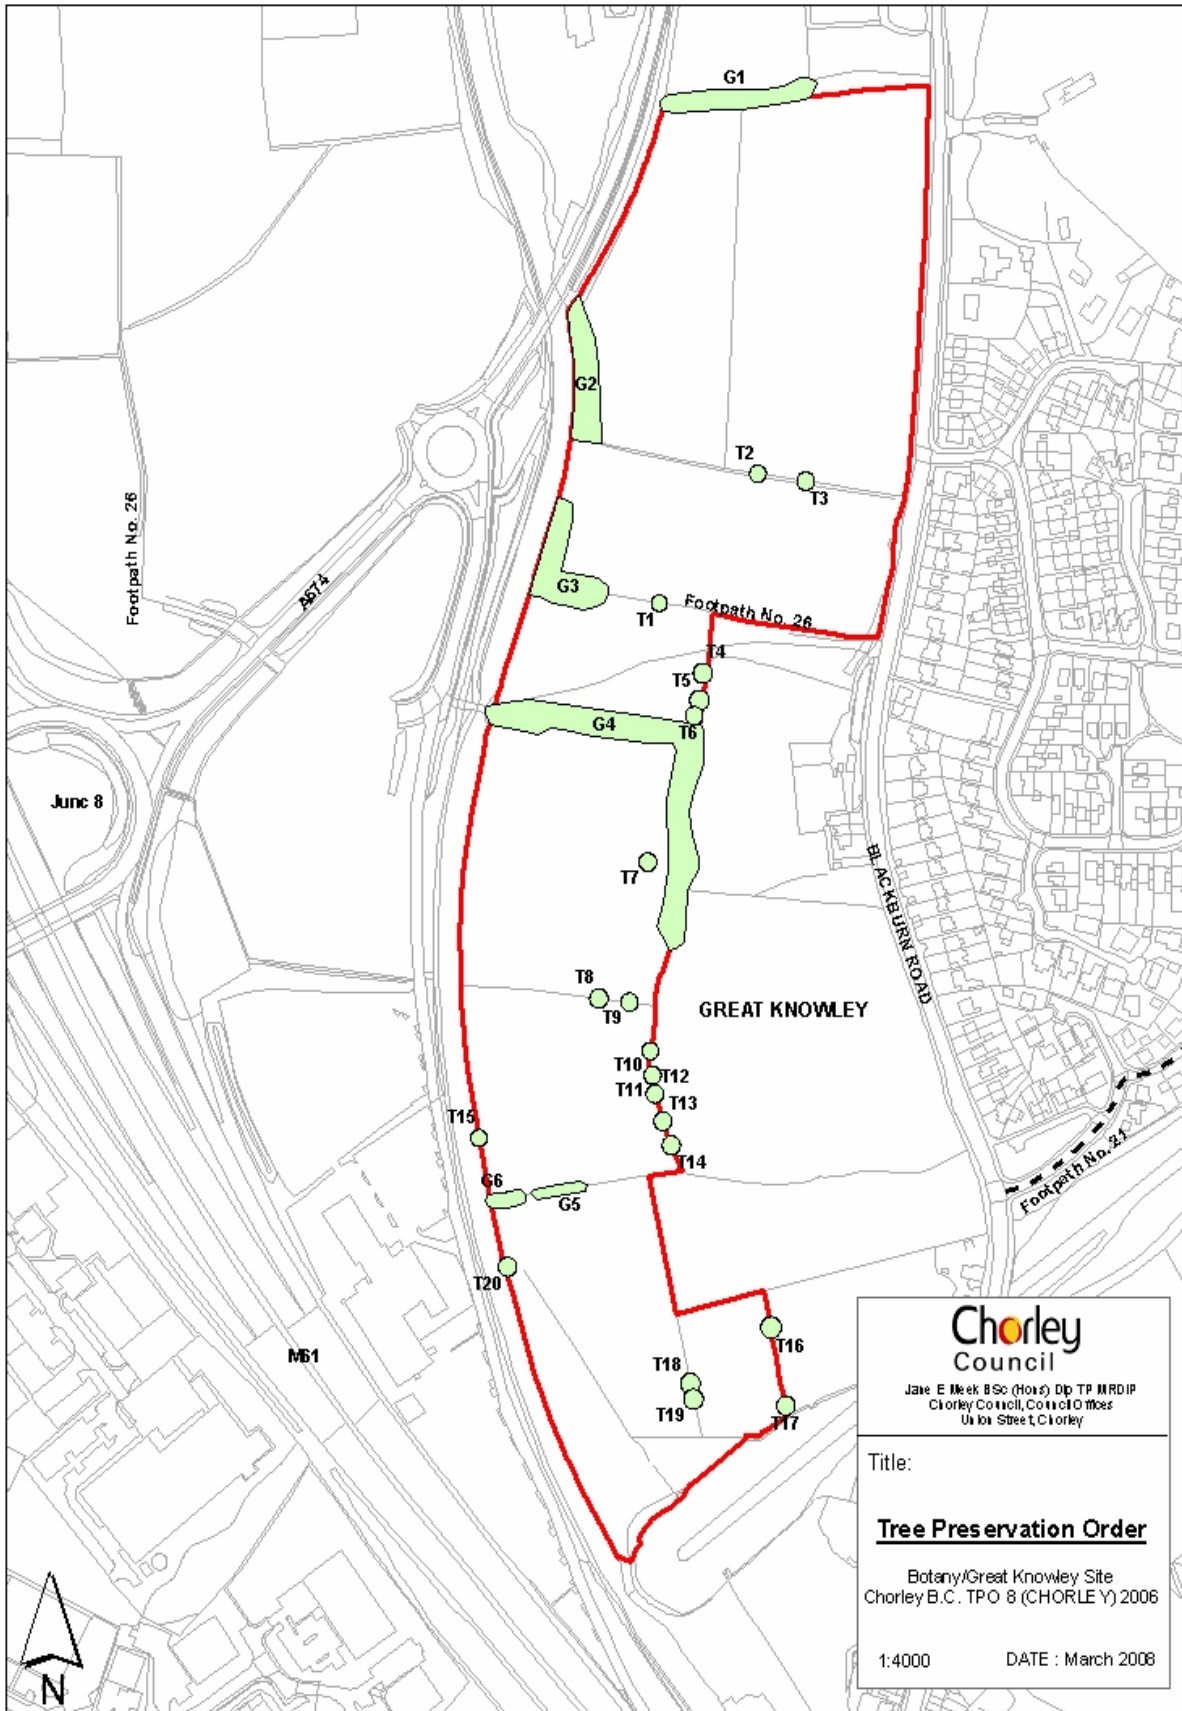 G1
G2
T2
T3
Footpath No. 26
A674
G3
T1
Footpath No. 26
T4
T5
G4
T6
Junc 8
T7
BLACKBURN ROAD
T8
T9
GREAT KNOWLEY
T10
T12
T11
T13
T15
T14
G6
G5
Footpath No. 21
T20
M61
T16
T18
T19
T17
Chorley
Council
Jane E Meek BSc (Hons) Dip TP MRDIP
Chorley Council, Council Offices
Union Street, Chorley
Title:
Tree Preservation Order
Botany/Great Knowley Site
Chorley B.C. TPO 8 (CHORLEY) 2006
1:4000 DATE : March 2008
N